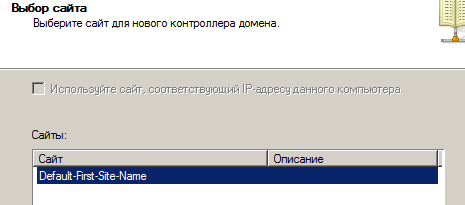 Выбор сайта
Выберите сайт для нового контроллера домена.
Используйте сайт, соответствующий IP-адресу данного компьютера.
Сайты:
Сайт Описание
Default-First-Site-Name